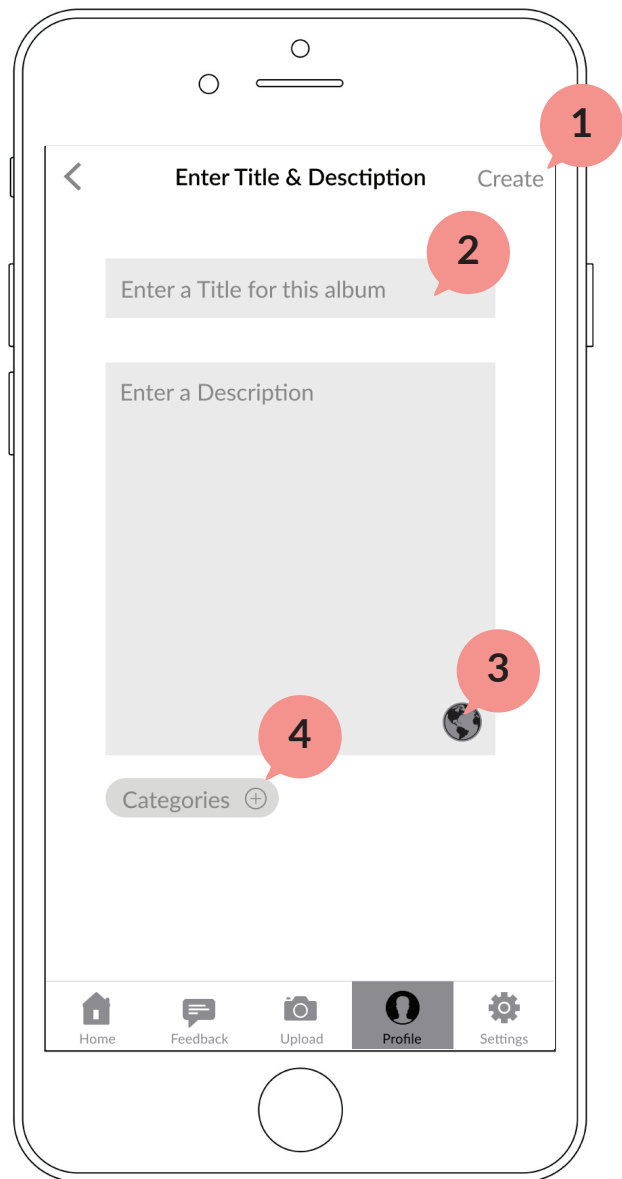 1
Enter Title & Desctiption Create
2
Enter a Title for this album
Enter a Description
3
4
Categories
Home Feedback Upload Profile Settings